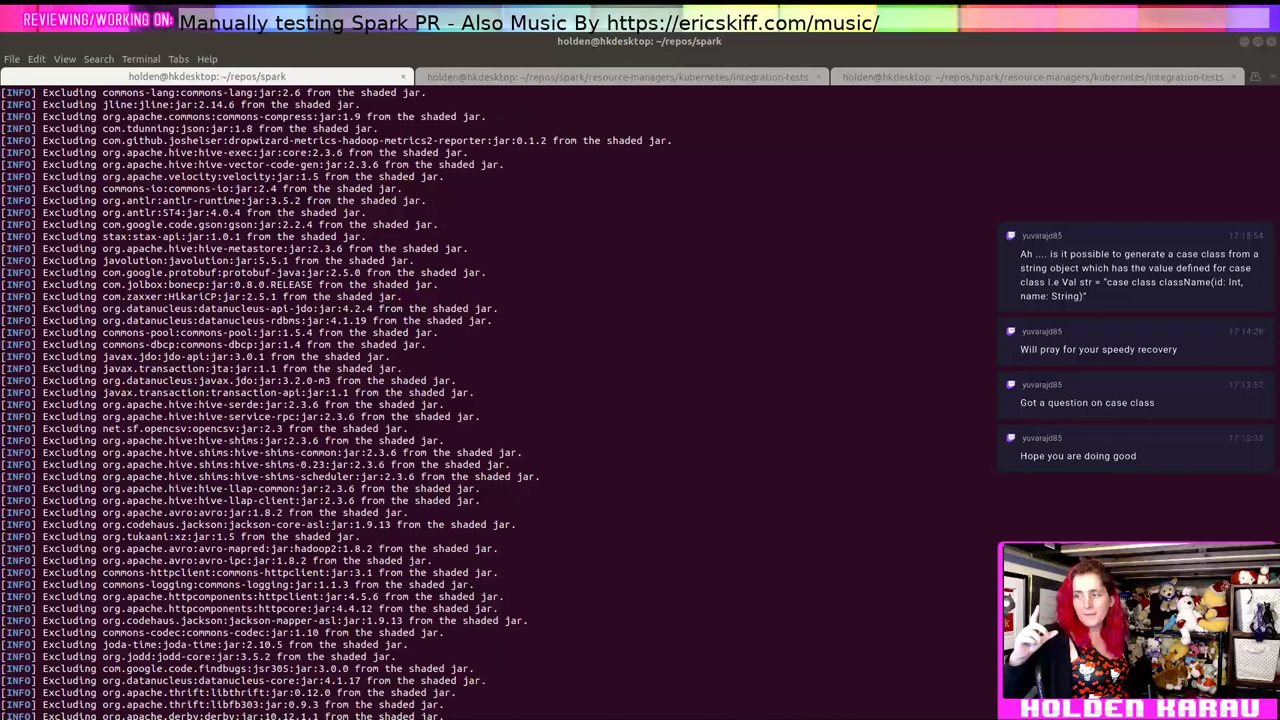 REVIEWING/WORKING ON:
Manually testing Spark PR - Also Music By https://ericskiff.com/music/
holden@hkdesktop: ~/repos/spark
File Edit View Search Terminal Tabs Help
holden@hkdesktop: ~/repos/spark
holden@hkdesktop: ~/repos/spark/resource-managers/kubernetes/integration-tests
holden@hkdesktop: ~/repos/spark/resource-managers/kubernetes/integration-tests
[INFO] Excluding commons-lang:commons-lang:jar:2.6 from the shaded jar.
[INFO] Excluding jline:jline:jar:2.14.6 from the shaded jar.
[INFO] Excluding org.apache.commons:commons-compress:jar:1.9 from the shaded jar.
[INFO] Excluding com.tdunning:json:jar:1.8 from the shaded jar.
[INFO] Excluding com.github.joshelser:dropwizard-metrics-hadoop-metrics2-reporter:jar:0.1.2 from the shaded jar.
[INFO] Excluding org.apache.hive:hive-exec:jar:core:2.3.6 from the shaded jar.
[INFO] Excluding org.apache.hive:hive-vector-code-gen:jar:2.3.6 from the shaded jar.
[INFO] Excluding org.apache.velocity:velocity:jar:1.5 from the shaded jar.
[INFO] Excluding commons-io:commons-io:jar:2.4 from the shaded jar.
[INFO] Excluding org.antlr:antlr-runtime:jar:3.5.2 from the shaded jar.
[INFO] Excluding org.antlr:ST4:jar:4.0.4 from the shaded jar.
[INFO] Excluding com.google.code.gson:gson:jar:2.2.4 from the shaded jar.
[INFO] Excluding stax:stax-api:jar:1.0.1 from the shaded jar.
[INFO] Excluding org.apache.hive:hive-metastore:jar:2.3.6 from the shaded jar.
[INFO] Excluding javolution:javolution:jar:5.5.1 from the shaded jar.
[INFO] Excluding com.google.protobuf:protobuf-java:jar:2.5.0 from the shaded jar.
[INFO] Excluding com.jolbox:bonecp:jar:0.8.0.RELEASE from the shaded jar.
[INFO] Excluding com.zaxxer:HikariCP:jar:2.5.1 from the shaded jar.
[INFO] Excluding org.datanucleus:datanucleus-api-jdo:jar:4.2.4 from the shaded jar.
[INFO] Excluding org.datanucleus:datanucleus-rdbms:jar:4.1.19 from the shaded jar.
[INFO] Excluding commons-pool:commons-pool:jar:1.5.4 from the shaded jar.
[INFO] Excluding commons-dbcp:commons-dbcp:jar:1.4 from the shaded jar.
[INFO] Excluding javax.jdo:jdo-api:jar:3.0.1 from the shaded jar.
[INFO] Excluding javax.transaction:jta:jar:1.1 from the shaded jar.
[INFO] Excluding org.datanucleus:javax.jdo:jar:3.2.0-m3 from the shaded jar.
[INFO] Excluding javax.transaction:transaction-api:jar:1.1 from the shaded jar.
[INFO] Excluding org.apache.hive:hive-serde:jar:2.3.6 from the shaded jar.
[INFO] Excluding org.apache.hive:hive-service-rpc:jar:2.3.6 from the shaded jar.
[INFO] Excluding net.sf.opencsv:opencsv:jar:2.3 from the shaded jar.
[INFO] Excluding org.apache.hive:hive-shims:jar:2.3.6 from the shaded jar.
[INFO] Excluding org.apache.hive.shims:hive-shims-common:jar:2.3.6 from the shaded jar.
[INFO] Excluding org.apache.hive.shims:hive-shims-0.23:jar:2.3.6 from the shaded jar.
[INFO] Excluding org.apache.hive.shims:hive-shims-scheduler:jar:2.3.6 from the shaded jar.
[INFO] Excluding org.apache.hive:hive-llap-common:jar:2.3.6 from the shaded jar.
[INFO] Excluding org.apache.hive:hive-llap-client:jar:2.3.6 from the shaded jar.
[INFO] Excluding org.apache.avro:avro:jar:1.8.2 from the shaded jar.
[INFO] Excluding org.codehaus.jackson:jackson-core-asl:jar:1.9.13 from the shaded jar.
[INFO] Excluding org.tukaani:xz:jar:1.5 from the shaded jar.
[INFO] Excluding org.apache.avro:avro-mapred:jar:hadoop2:1.8.2 from the shaded jar.
[INFO] Excluding org.apache.avro:avro-ipc:jar:1.8.2 from the shaded jar.
[INFO] Excluding commons-httpclient:commons-httpclient:jar:3.1 from the shaded jar.
[INFO] Excluding commons-logging:commons-logging:jar:1.1.3 from the shaded jar.
[INFO] Excluding org.apache.httpcomponents:httpclient:jar:4.5.6 from the shaded jar.
[INFO] Excluding org.apache.httpcomponents:httpcore:jar:4.4.12 from the shaded jar.
[INFO] Excluding org.codehaus.jackson:jackson-mapper-asl:jar:1.9.13 from the shaded jar.
[INFO] Excluding commons-codec:commons-codec:jar:1.10 from the shaded jar.
[INFO] Excluding joda-time:joda-time:jar:2.10.5 from the shaded jar.
[INFO] Excluding org.jodd:jodd-core:jar:3.5.2 from the shaded jar.
[INFO] Excluding com.google.code.findbugs:jsr305:jar:3.0.0 from the shaded jar.
[INFO] Excluding org.datanucleus:datanucleus-core:jar:4.1.17 from the shaded jar.
[INFO] Excluding org.apache.thrift:libthrift:jar:0.12.0 from the shaded jar.
[INFO] Excluding org.apache.thrift:libfb303:jar:0.9.3 from the shaded jar.
[INFO] Excluding org.apache.derby:derby:jar:10.12.1.1 from the shaded jar.
yuvarajd85 17:15:54
Ah .... is it possible to generate a case class from a
string object which has the value defined for case
class I.e Val str = "case class className(id: Int,
name: String)"
yuvarajd85 17:14:26
Will pray for your speedy recovery
yuvarajd85 17:13:57
Got a question on case class
yuvarajd85
Hope you are doing good
HOLDEN KARAU